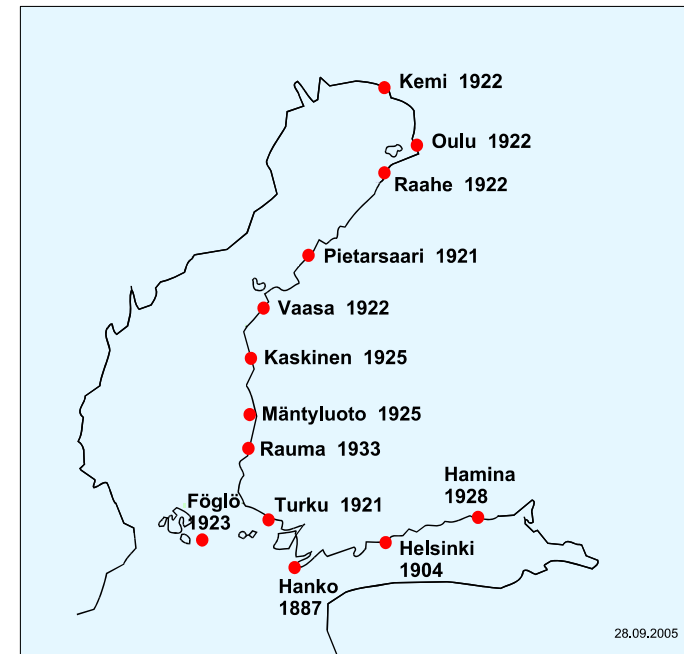 Kemi 1922
Oulu 1922
Raahe 1922
Pietarsaari 1921
Vaasa 1922
Kaskinen 1925
Mäntyluoto 1925
Rauma 1933
Hamina
1928
Föglö
1923
Turku 1921
Helsinki
1904
Hanko
1887
28.09.2005